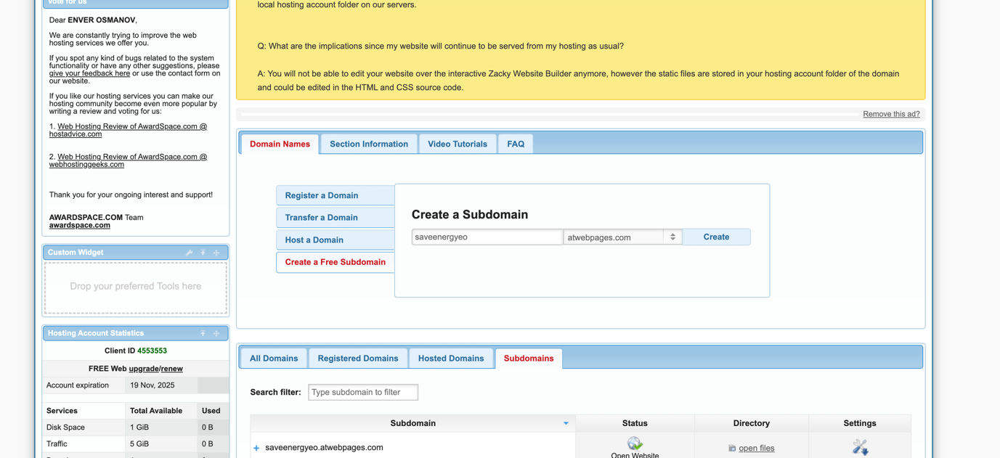 Vote for us
Dear ENVER OSMANOV,
We are constantly trying to improve the web
hosting services we offer you.
If you spot any kind of bugs related to the system
functionality or have any other suggestions, please
give your feedback here or use the contact form on
our website.
If you like our hosting services you can make our
hosting community become even more popular by
writing a review and voting for us:
1. Web Hosting Review of AwardSpace.com @
hostadvice.com
2. Web Hosting Review of AwardSpace.com @
webhostinggeeks.com
Thank you for your ongoing interest and support!
AWARDSPACE.COM Team
awardspace.com
Custom Widget
Drop your preferred Tools here
Hosting Account Statistics
Client ID 4553553
FREE Web upgrade/renew
Account expiration 19 Nov, 2025
Services Total Available Used
Disk Space 1 GiB 0 B
Traffic 5 GiB 0 B
local hosting account folder on our servers.
Q: What are the implications since my website will continue to be served from my hosting as usual?
A: You will not be able to edit your website over the interactive Zacky Website Builder anymore, however the static files are stored in your hosting account folder of the domain
and could be edited in the HTML and CSS source code.
Remove this ad?
Domain Names Section Information Video Tutorials FAQ
Register a Domain
Transfer a Domain
Host a Domain
Create a Free Subdomain
Create a Subdomain
saveenergyeo atwebpages.com Create
All Domains Registered Domains Hosted Domains Subdomains
Search filter: Type subdomain to filter
Subdomain Status Directory Settings
saveenergyeo.atwebpages.com open files
Open Website